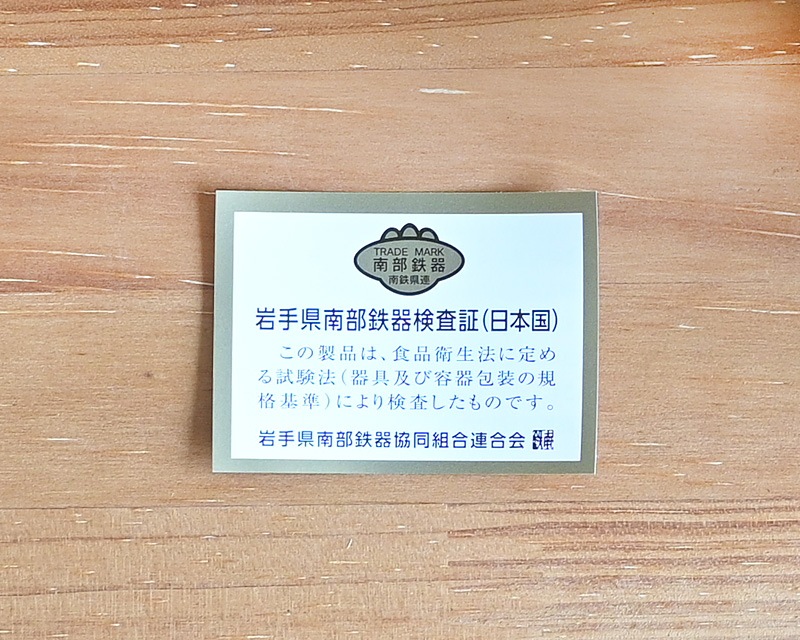 TRADE MARK
南部鉄器
南鉄県連
岩手県南部鉄器検査証(日本国)
この製品は、食品衛生法に定め
る試験法(器具及び容器包装の規
格基準)により検査したものです。
岩手県南部鉄器協同組合連合会